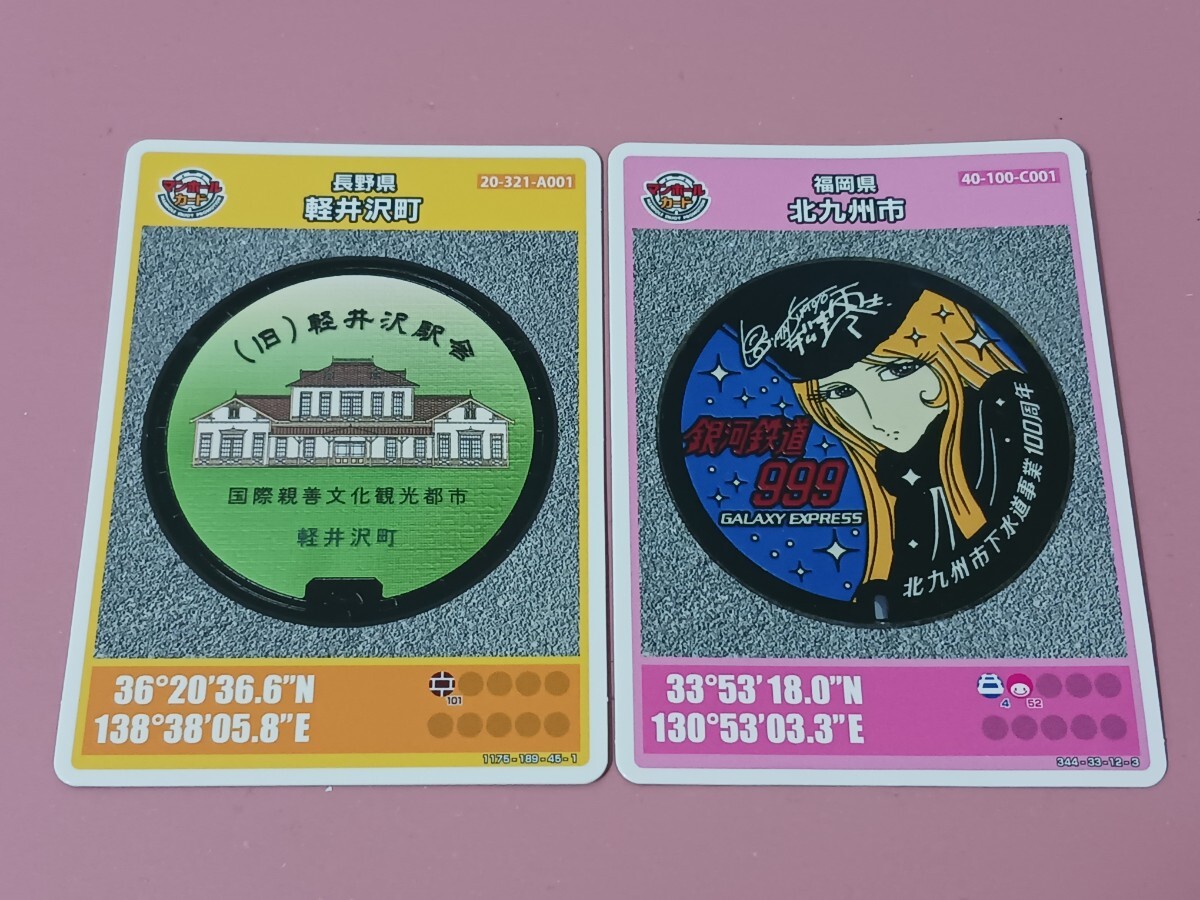 マンホール
カード
長野県
軽井沢町
20-321-A001
(旧)軽井沢駅舎
国際親善文化観光都市
軽井沢町
36°20'36.6"N
138°38'05.8"E
101
1175-189-45-1
マンホール
カード
福岡県
北九州市
40-100-C001
銀河鉄道
999
GALAXY EXPRESS
北九州市下水道事業100周年
33°53'18.0"N
130°53'03.3"E
4
52
344-33-12-3